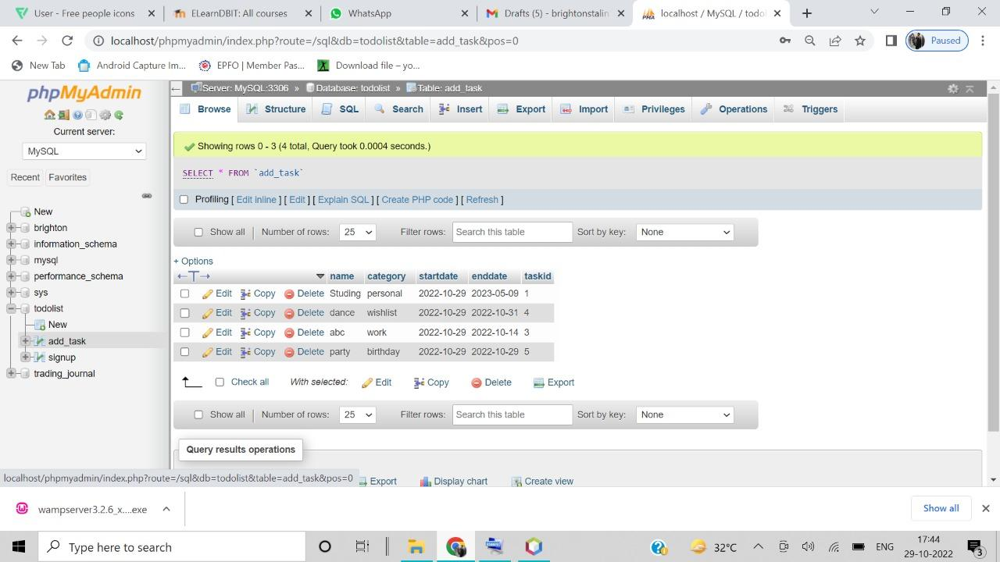 User - Free people icons
ELearnDBIT: All courses
WhatsApp
Drafts (5) - brightonstalin
localhost / MySQL / todol
localhost/phpmyadmin/index.php?route=/sql&db=todolist&table=add_task&pos=0
Paused
New Tab
Android Capture Im...
EPFO | Member Pas...
Download file – yo...
phpMyAdmin
Current server:
MySQL
Recent Favorites
New
brighton
information_schema
mysql
performance_schema
sys
todolist
New
add_task
signup
trading_journal
Server: MySQL:3306 » Database: todolist » Table: add_task
Browse Structure SQL Search Insert Export Import Privileges Operations Triggers
Showing rows 0 - 3 (4 total, Query took 0.0004 seconds.)
SELECT * FROM `add_task`
Profiling [ Edit inline ] [ Edit ] [ Explain SQL ] [ Create PHP code ] [ Refresh ]
Show all | Number of rows: 25 Filter rows: Search this table Sort by key: None
+ Options
←T→ name category startdate enddate taskid
Edit Copy Delete Studing personal 2022-10-29 2023-05-09 1
Edit Copy Delete dance wishlist 2022-10-29 2022-10-31 4
Edit Copy Delete abc work 2022-10-29 2022-10-14 3
Edit Copy Delete party birthday 2022-10-29 2022-10-29 5
Check all With selected: Edit Copy Delete Export
Show all | Number of rows: 25 Filter rows: Search this table Sort by key: None
Query results operations
localhost/phpmyadmin/index.php?route=/sql&db=todolist&table=add_task&pos=0
Export Display chart Create view
wampserver3.2.6_x....exe
Show all
Type here to search
32°C
ENG
17:44
29-10-2022
3